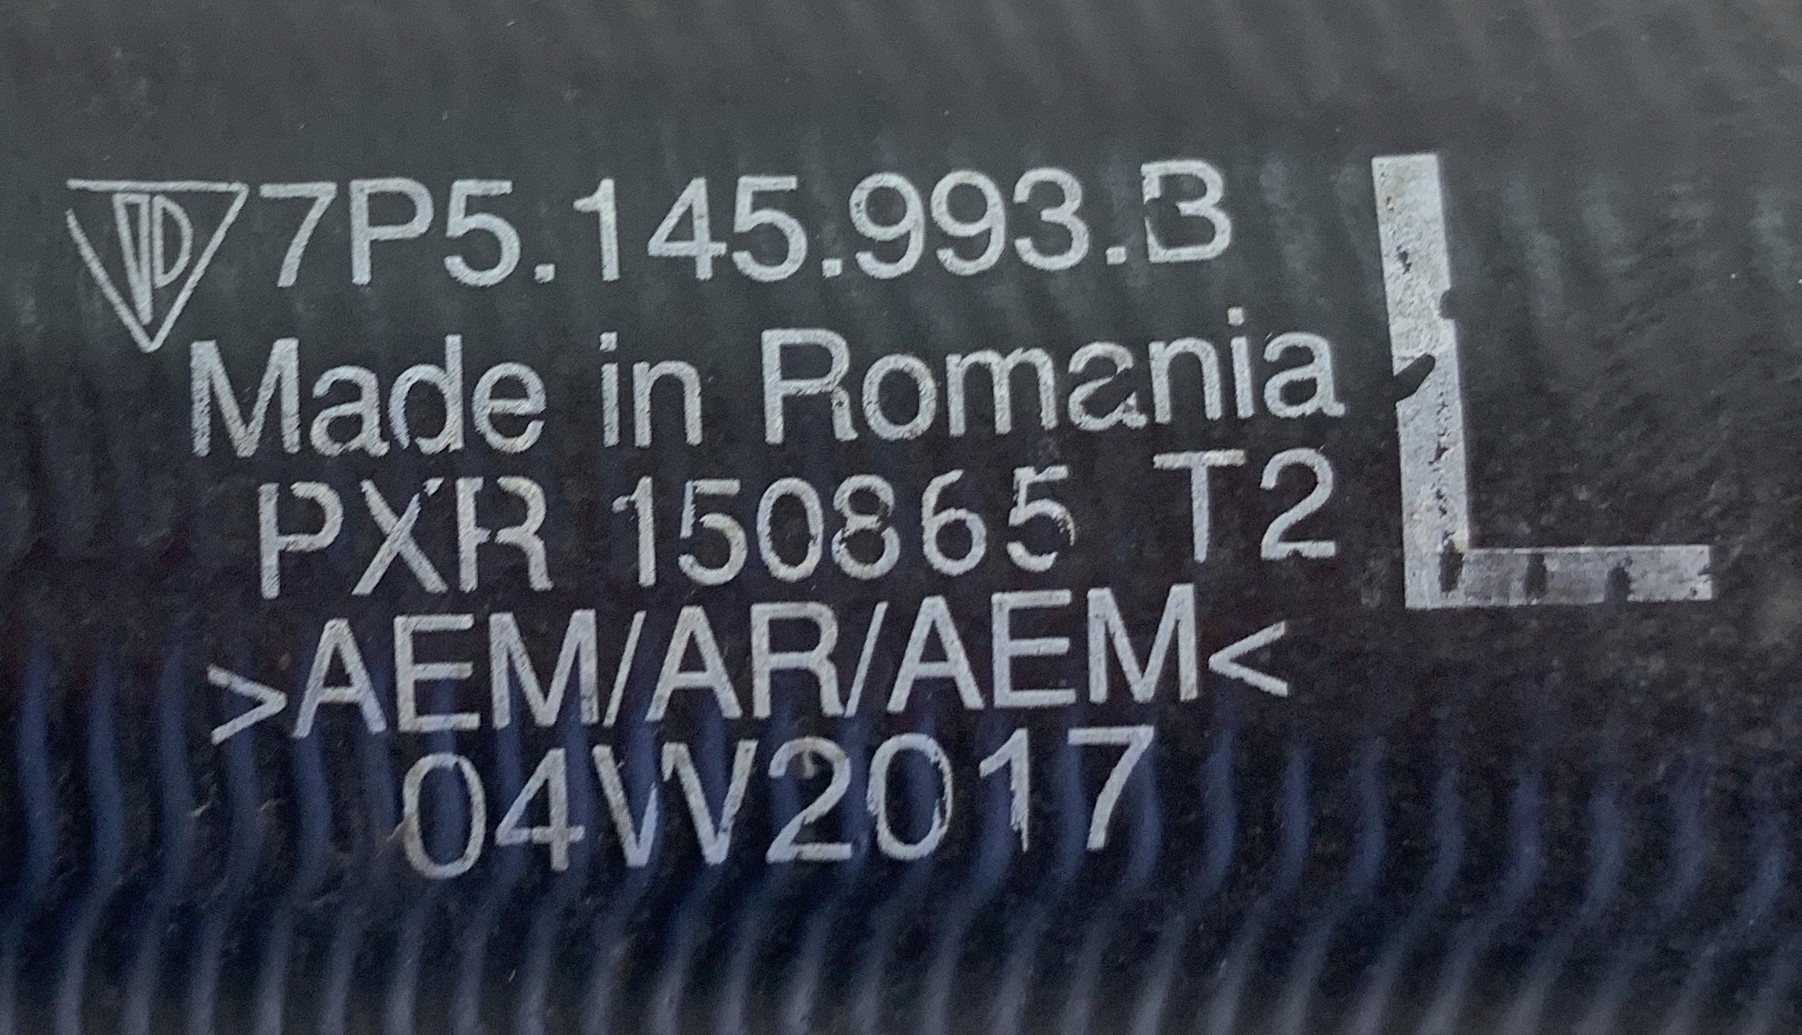 7P5.145.993.B
Made in Romania
PXR 150865 T2
>AEM/AR/AEM<
04W2017
L